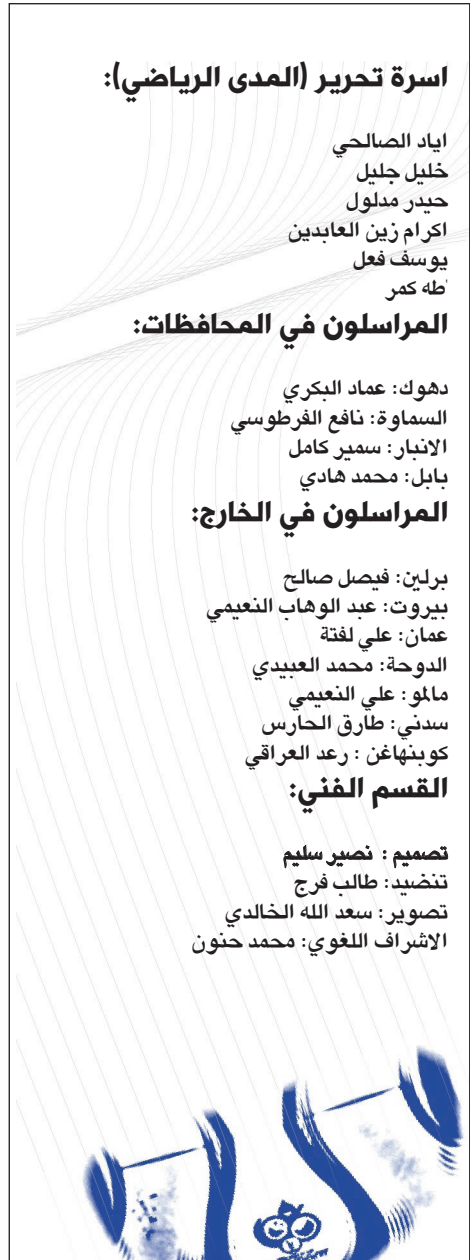 اسرة تحرير (المدى الرياضي):
اياد الصالحي
خليل جليل
حيدر مدلول
اكرام زين العابدين
يوسف فعل
طه كمر
المراسلون في المحافظات:
دهوك: عماد البكري
السماوة: نافع الفرطوسي
الانبار: سمير كامل
بابل: محمد هادي
المراسلون في الخارج:
برلين: فيصل صالح
بيروت: عبد الوهاب النعيمي
عمان: علي لفتة
الدوحة: محمد العبيدي
مالمو: علي النعيمي
سدني: طارق الحارس
كوبنهاغن : رعد العراقي
القسم الفني:
تصميم : نصير سليم
تنضيد: طالب فرج
تصوير: سعد الله الخالدي
الاشراف اللغوي: محمد حنون